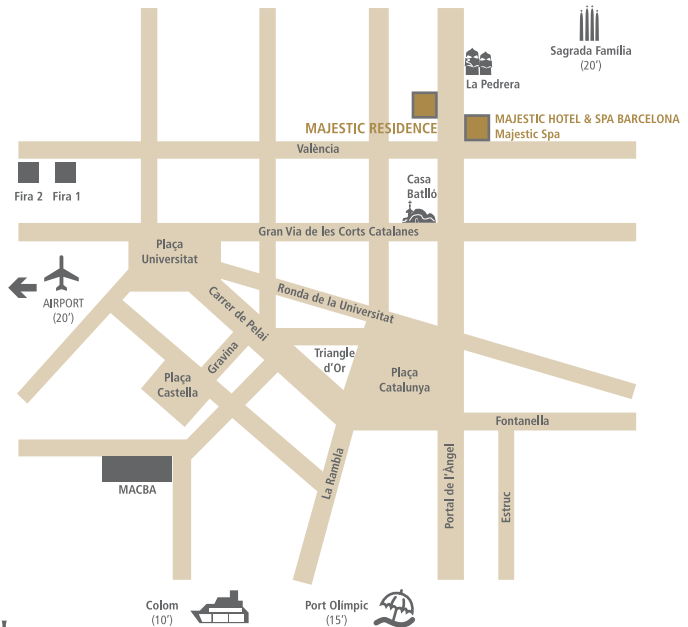 Sagrada Família
(20')
La Pedrera
MAJESTIC RESIDENCE
MAJESTIC HOTEL & SPA BARCELONA
Majestic Spa
València
Fira 2
Fira 1
Casa
Batlló
Gran Via de les Corts Catalanes
Plaça
Universitat
AIRPORT
(20')
Ronda de la Universitat
Carrer de Pelai
Gravina
Triangle
d'Or
Plaça
Castella
Plaça
Catalunya
Fontanella
La Rambla
Portal de l'Àngel
Estruc
MACBA
Colom
(10')
Port Olímpic
(15')